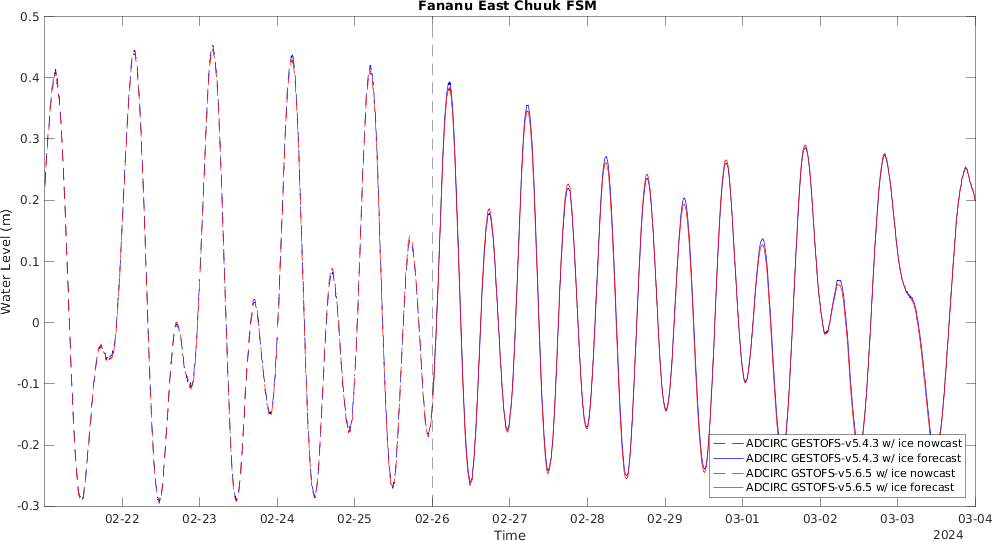 Fananu East Chuuk FSM
0.5
0.4
0.3
0.2
0.1
0
-0.1
-0.2
-0.3
Water Level (m)
ADCIRC GESTOFS-v5.4.3 w/ ice nowcast
ADCIRC GESTOFS-v5.4.3 w/ ice forecast
ADCIRC GSTOFS-v5.6.5 w/ ice nowcast
ADCIRC GSTOFS-v5.6.5 w/ ice forecast
02-22 02-23 02-24 02-25 02-26 02-27 02-28 02-29 03-01 03-02 03-03 03-04
Time
2024